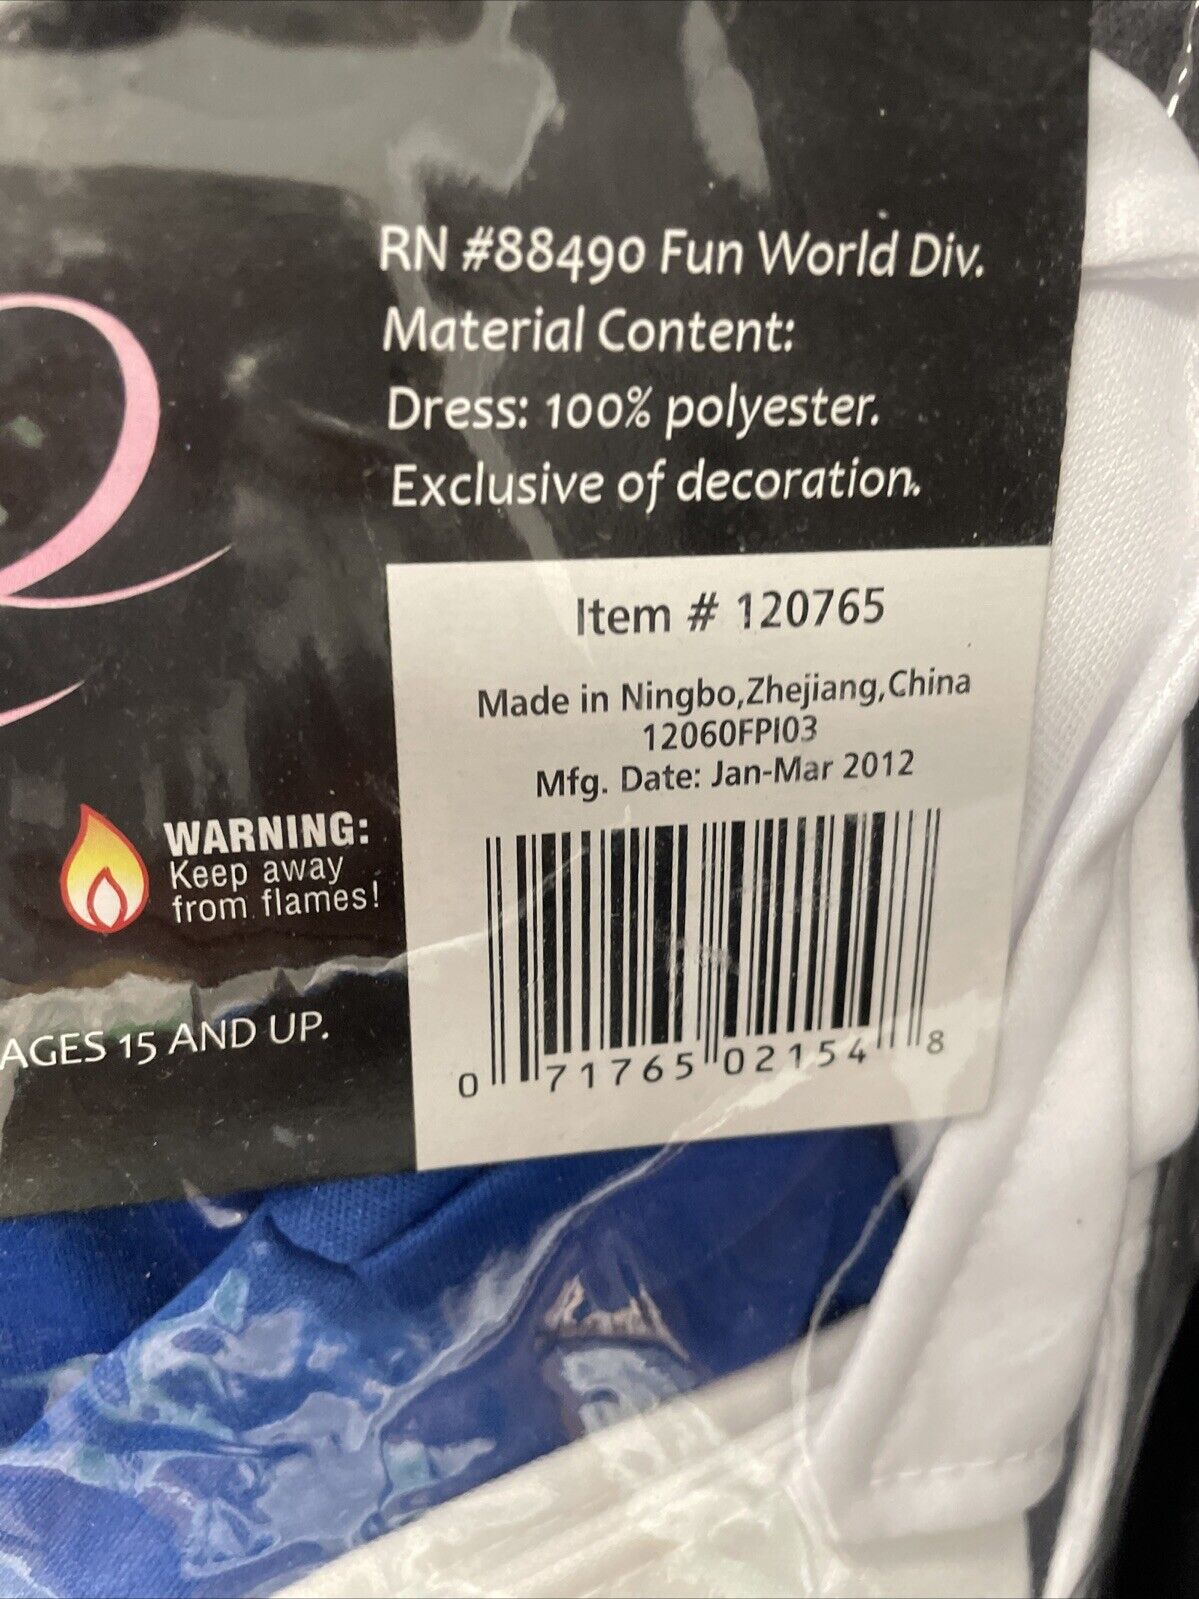 RN #88490 Fun World Div.
Material Content:
Dress: 100% polyester.
Exclusive of decoration.
Item # 120765
Made in Ningbo,Zhejiang,China
12060FPI03
Mfg. Date: Jan-Mar 2012
WARNING:
Keep away
from flames!
AGES 15 AND UP.
0 71765 02154 8